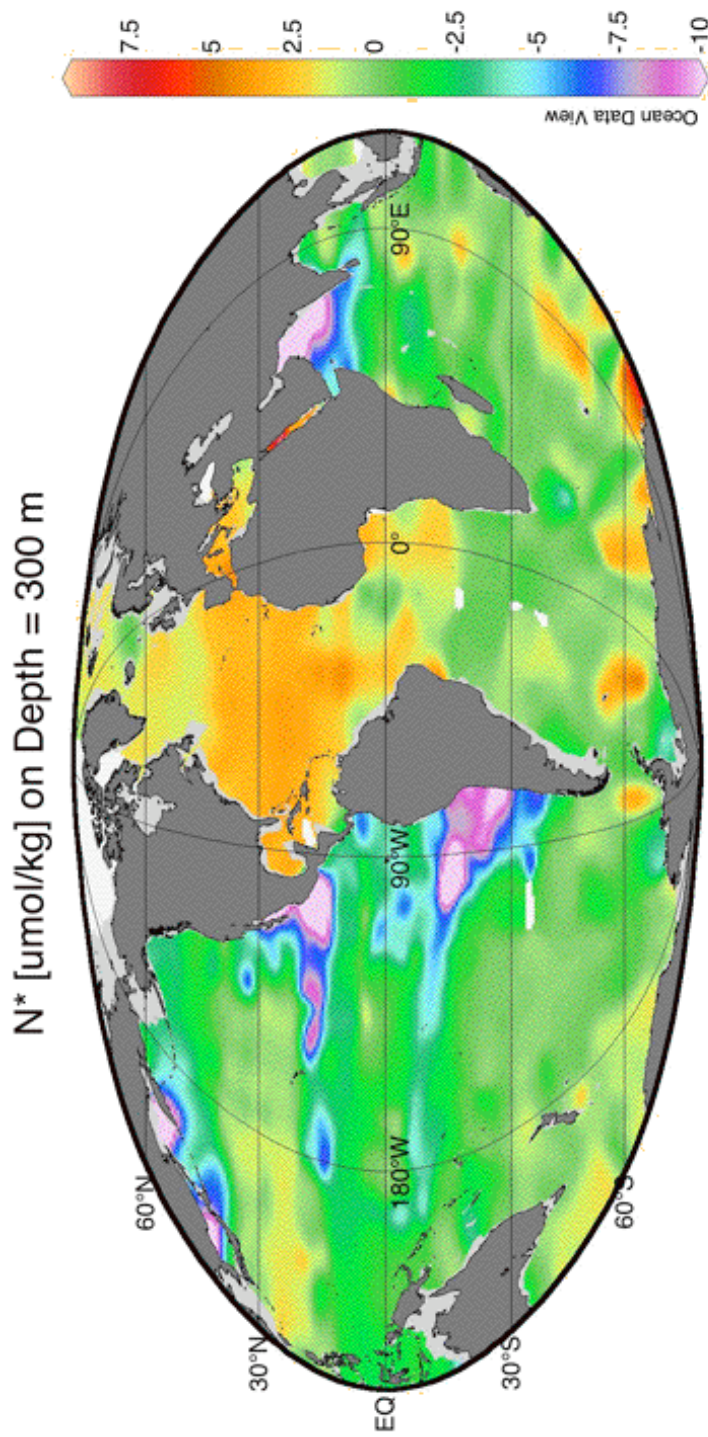 N* [umol/kg] on Depth = 300 m
60°N
30°N
EQ
30°S
60°S
180°W
90°W
0°
90°E
7.5
5
2.5
0
-2.5
-5
-7.5
-10
Ocean Data View